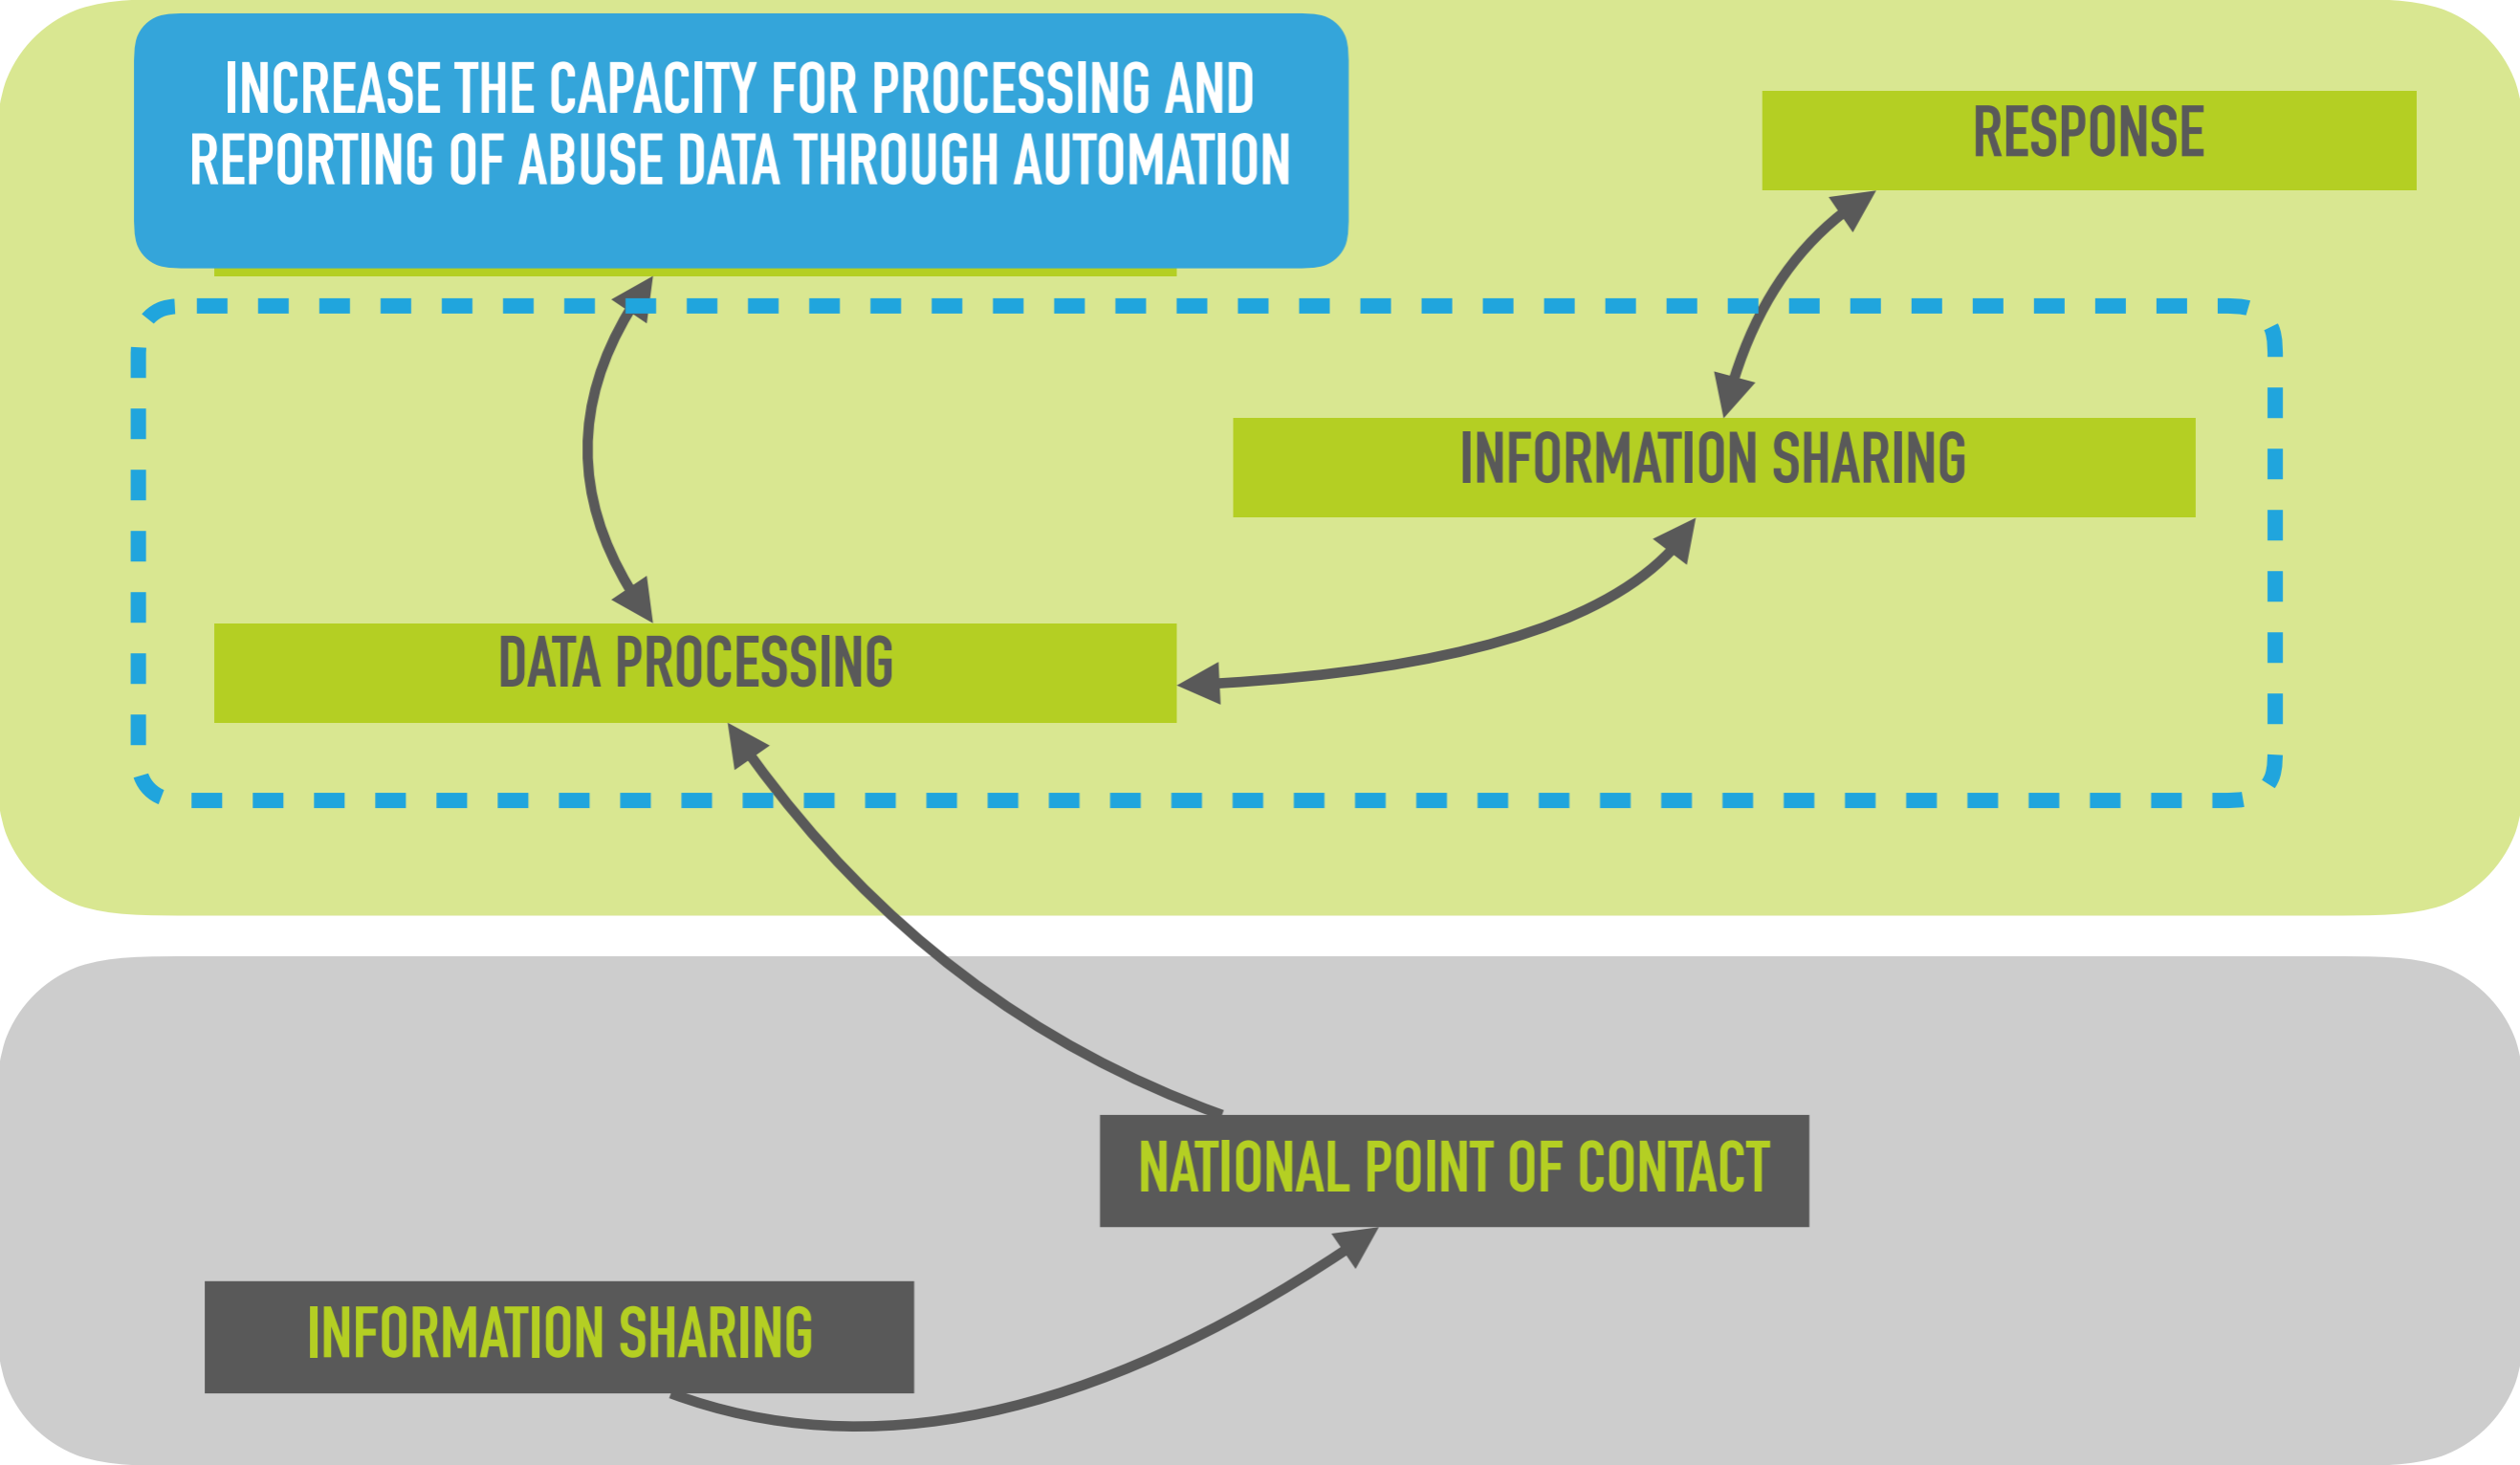 INCREASE THE CAPACITY FOR PROCESSING AND
REPORTING OF ABUSE DATA THROUGH AUTOMATION
RESPONSE
INFORMATION SHARING
DATA PROCESSING
NATIONAL POINT OF CONTACT
INFORMATION SHARING